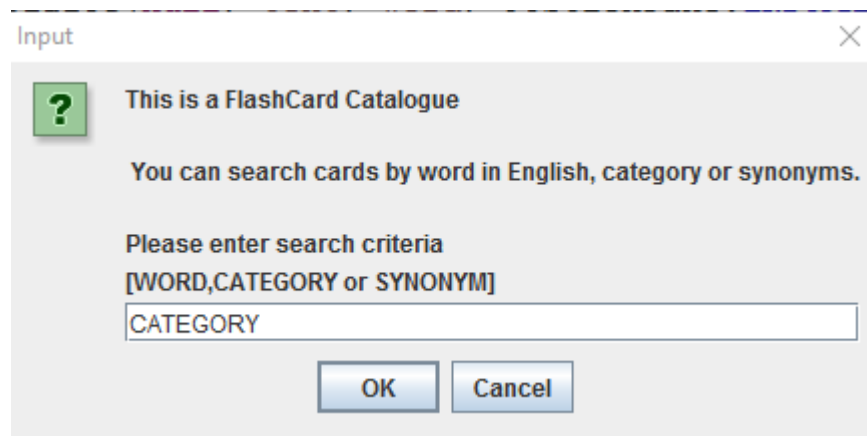 Input
This is a FlashCard Catalogue
You can search cards by word in English, category or synonyms.
Please enter search criteria
[WORD,CATEGORY or SYNONYM]
CATEGORY
OK Cancel